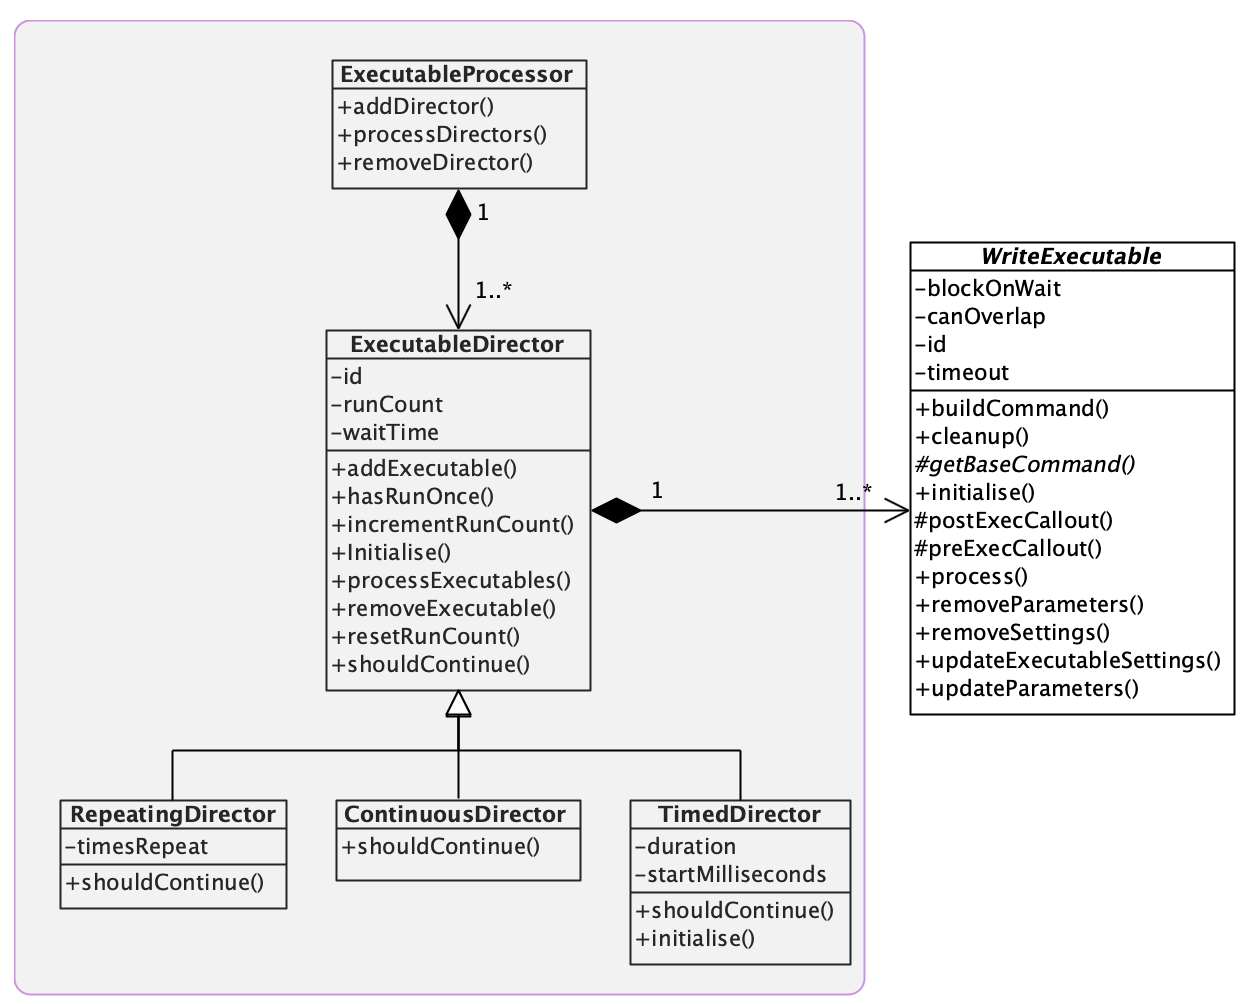 ExecutableProcessor
+addDirector()
+processDirectors()
+removeDirector()
1
1..*
ExecutableDirector
-id
-runCount
-waitTime
+addExecutable()
+hasRunOnce()
+incrementRunCount()
+Initialise()
+processExecutables()
+removeExecutable()
+resetRunCount()
+shouldContinue()
1
1..*
WriteExecutable
-blockOnWait
-canOverlap
-id
-timeout
+buildCommand()
+cleanup()
#getBaseCommand()
+initialise()
#postExecCallout()
#preExecCallout()
+process()
+removeParameters()
+removeSettings()
+updateExecutableSettings()
+updateParameters()
RepeatingDirector
-timesRepeat
+shouldContinue()
ContinuousDirector
+shouldContinue()
TimedDirector
-duration
-startMilliseconds
+shouldContinue()
+initialise()